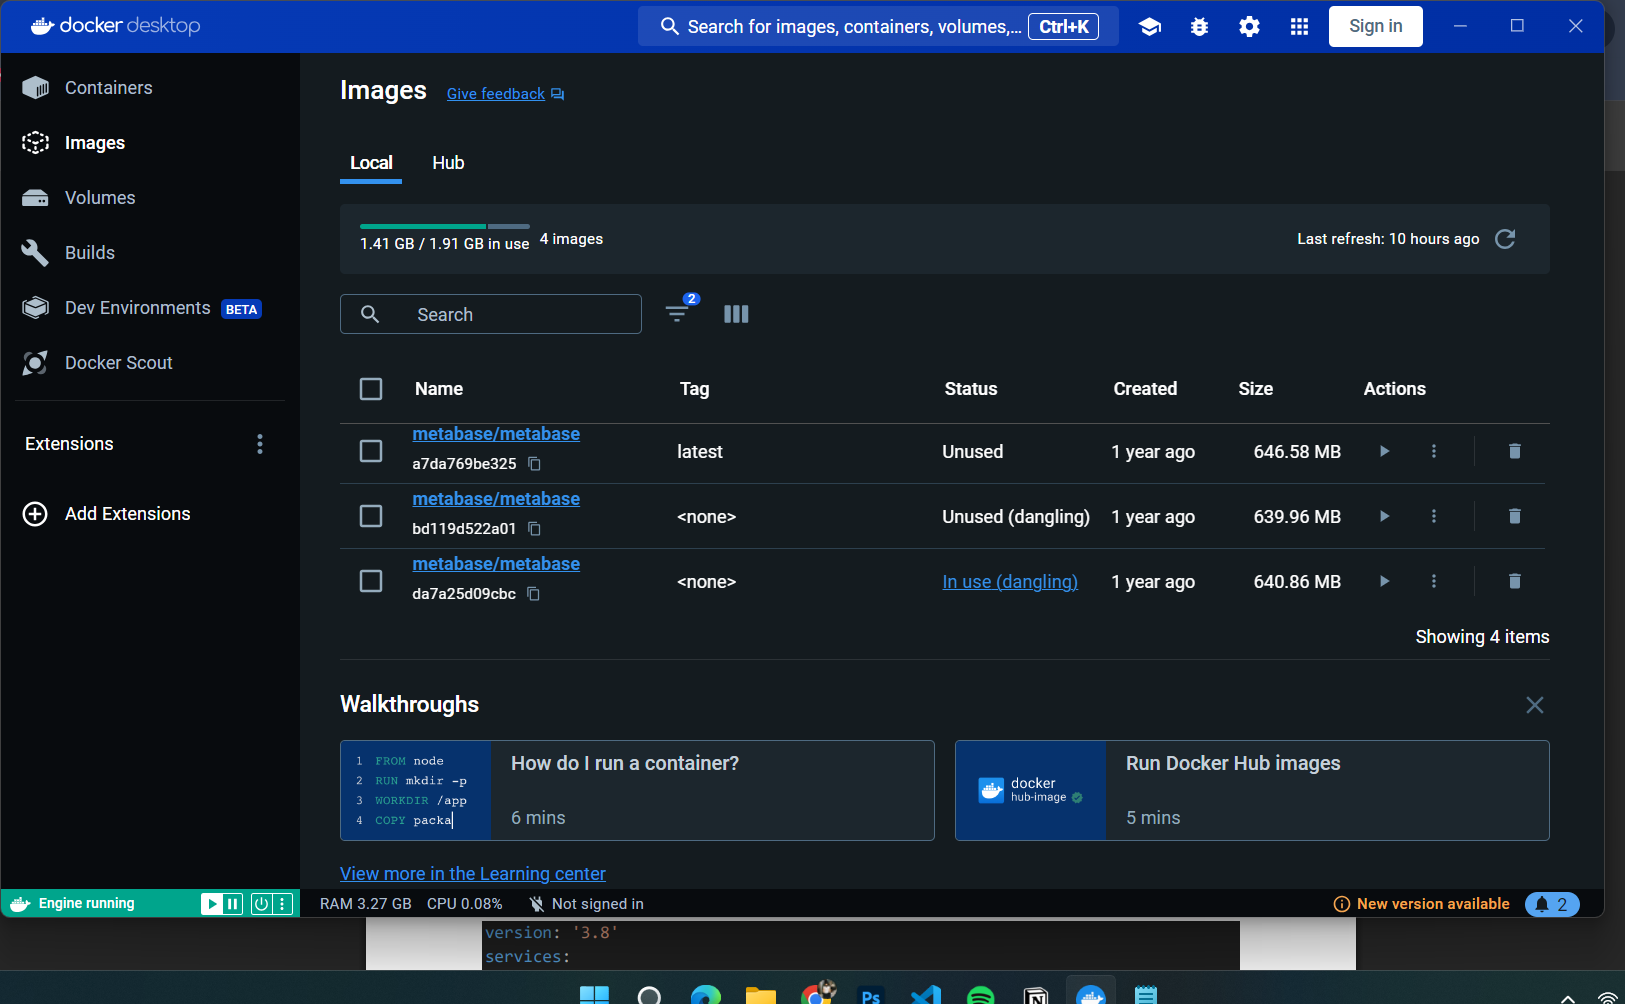 docker desktop
Search for images, containers, volumes,... Ctrl+K
Sign in
Containers
Images
Volumes
Builds
Dev Environments BETA
Docker Scout
Extensions
Add Extensions
Images Give feedback
Local Hub
1.41 GB / 1.91 GB in use 4 images
Last refresh: 10 hours ago
Search
2
Name Tag Status Created Size Actions
metabase/metabase
a7da769be325
latest Unused 1 year ago 646.58 MB
metabase/metabase
bd119d522a01
<none> Unused (dangling) 1 year ago 639.96 MB
metabase/metabase
da7a25d09cbc
<none> In use (dangling) 1 year ago 640.86 MB
Showing 4 items
Walkthroughs
1 FROM node
2 RUN mkdir -p
3 WORKDIR /app
4 COPY packa
How do I run a container?
6 mins
docker
hub-image
Run Docker Hub images
5 mins
View more in the Learning center
Engine running
RAM 3.27 GB CPU 0.08% Not signed in
New version available 2
version: '3.8'
services:
Ps